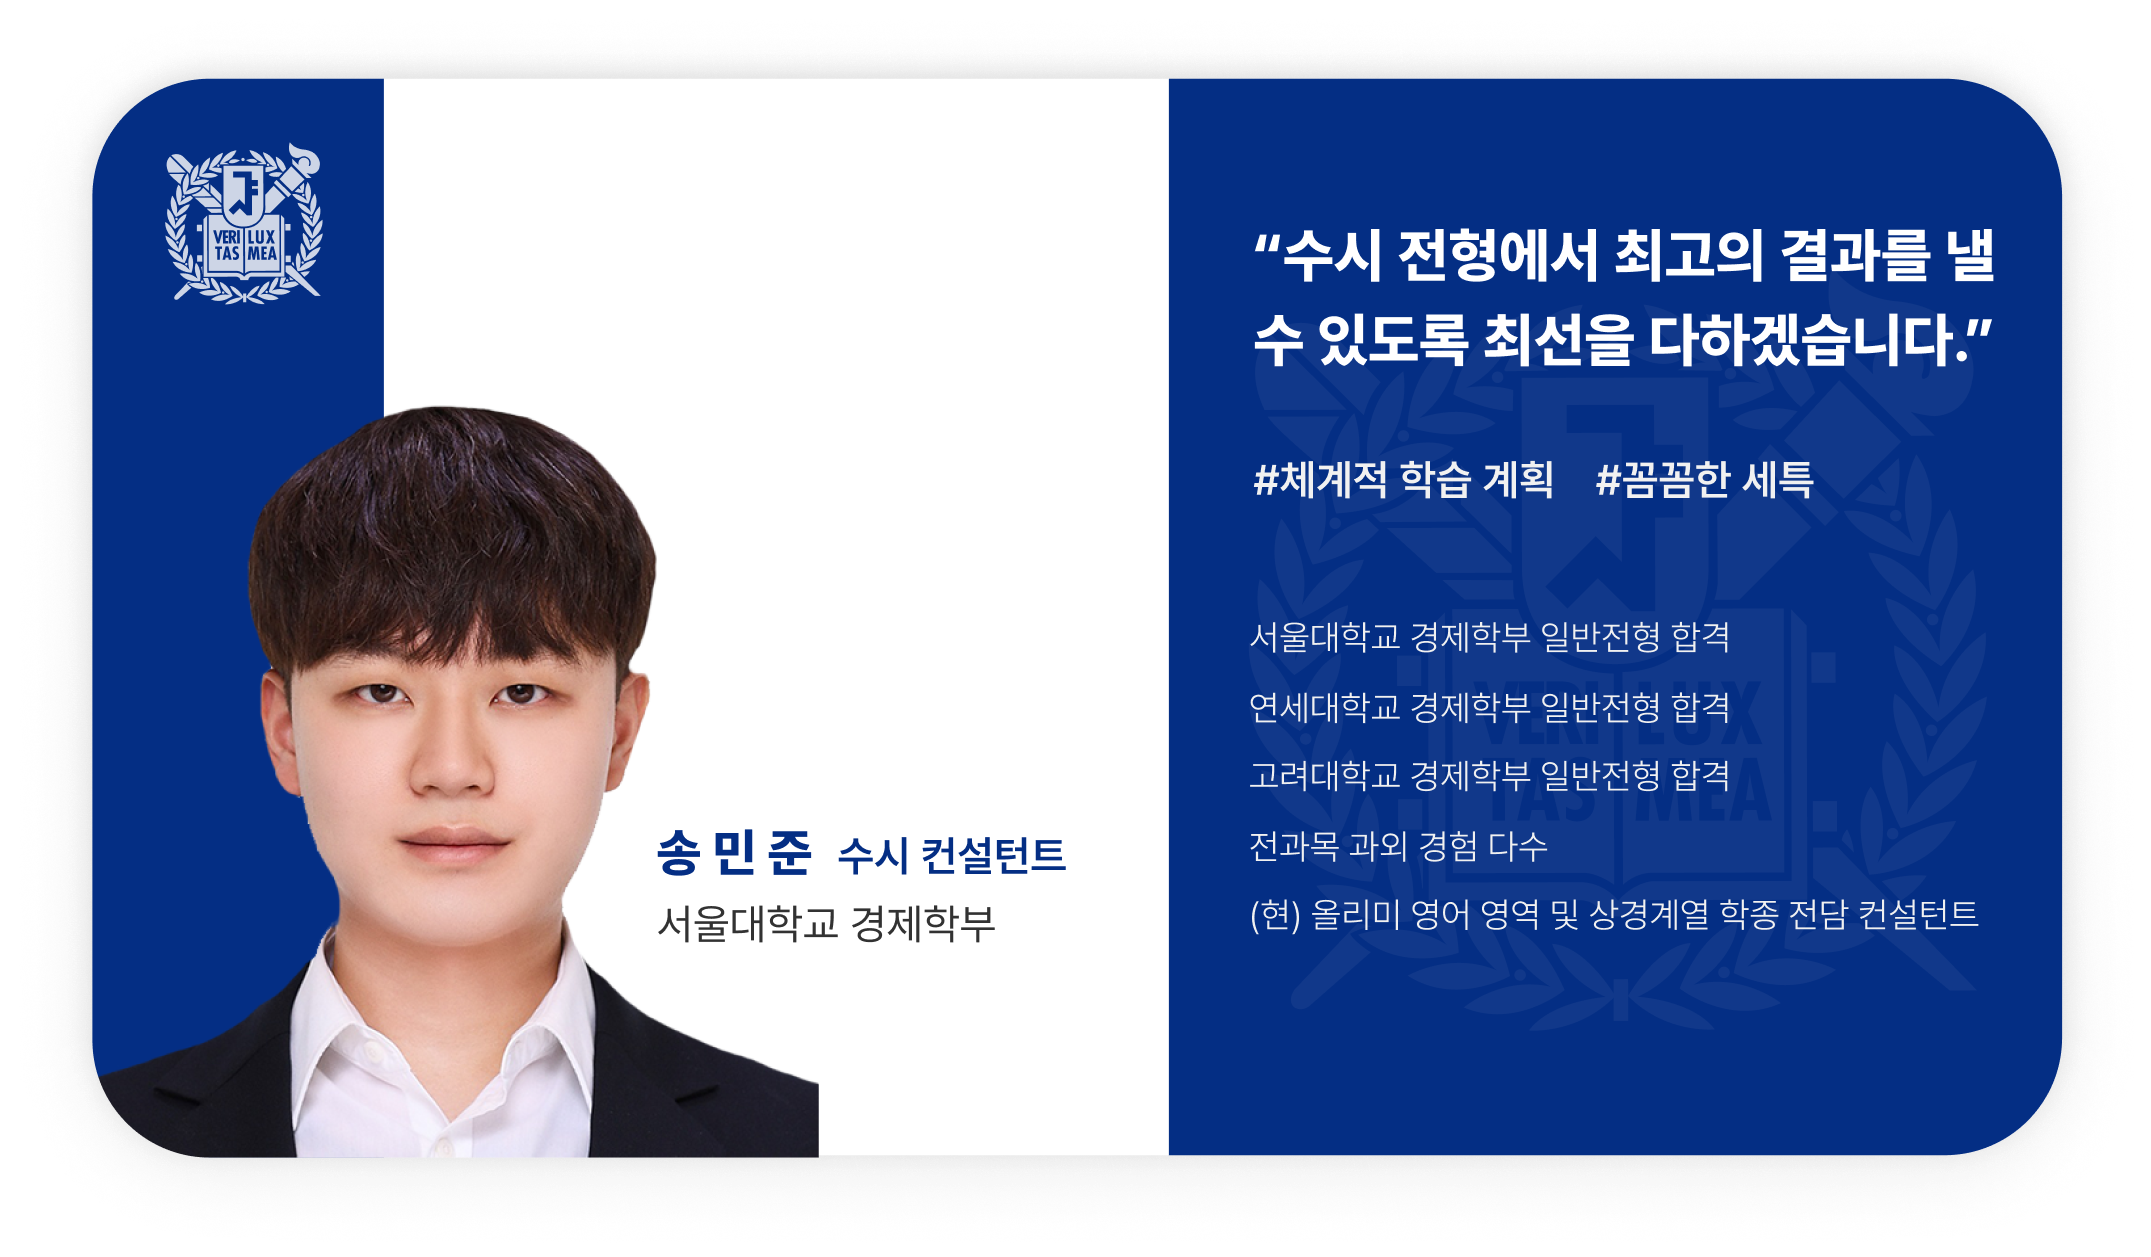 VERI LUX
TAS MEA
송민준 수시 컨설턴트
서울대학교 경제학부
“수시 전형에서 최고의 결과를 낼
수 있도록 최선을 다하겠습니다.”
#체계적 학습 계획 #꼼꼼한 세특
서울대학교 경제학부 일반전형 합격
연세대학교 경제학부 일반전형 합격
고려대학교 경제학부 일반전형 합격
전과목 과외 경험 다수
(현) 올리미 영어 영역 및 상경계열 학종 전담 컨설턴트
VERI LUX
TAS MEA